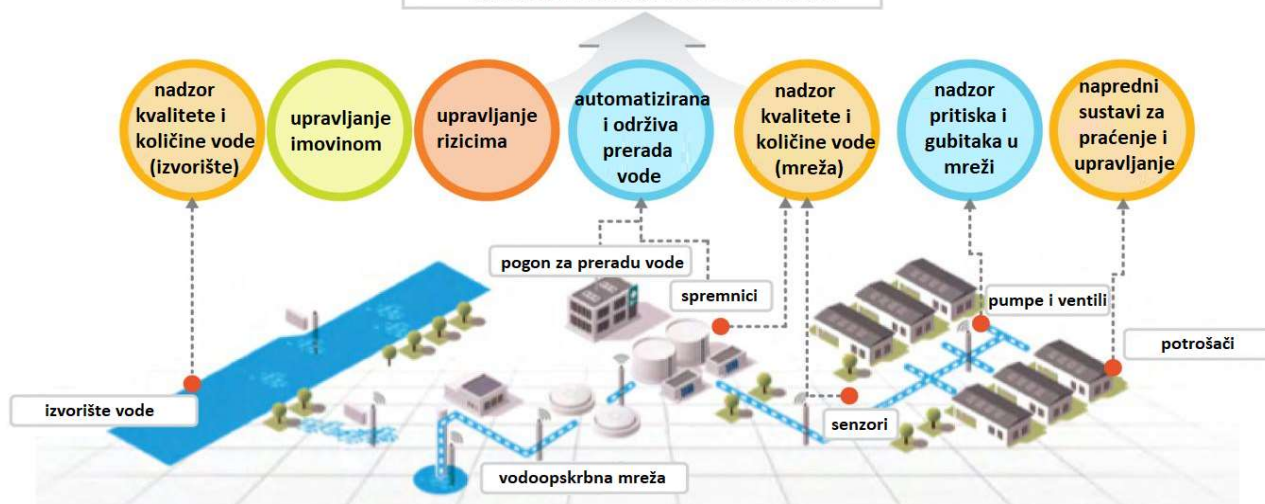 nadzor
kvalitete i
količine vode
(izvorište)
upravljanje
imovinom
upravljanje
rizicima
automatizirana
i održiva
prerada
vode
nadzor
kvalitete i
količine vode
(mreža)
nadzor
pritiska i
gubitaka u
mreži
napredni
sustavi za
praćenje i
upravljanje
pogon za preradu vode
spremnici
pumpe i ventili
potrošači
izvorište vode
senzori
vodoopskrbna mreža